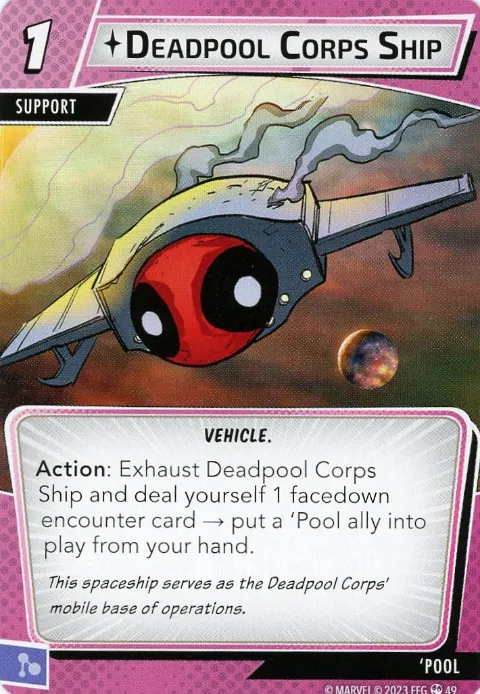 1
DEADPOOL CORPS SHIP
SUPPORT
VEHICLE.
Action: Exhaust Deadpool Corps
Ship and deal yourself 1 facedown
encounter card → put a ‘Pool ally into
play from your hand.
This spaceship serves as the Deadpool Corps'
mobile base of operations.
‘POOL
© MARVEL © 2023 FFG 49